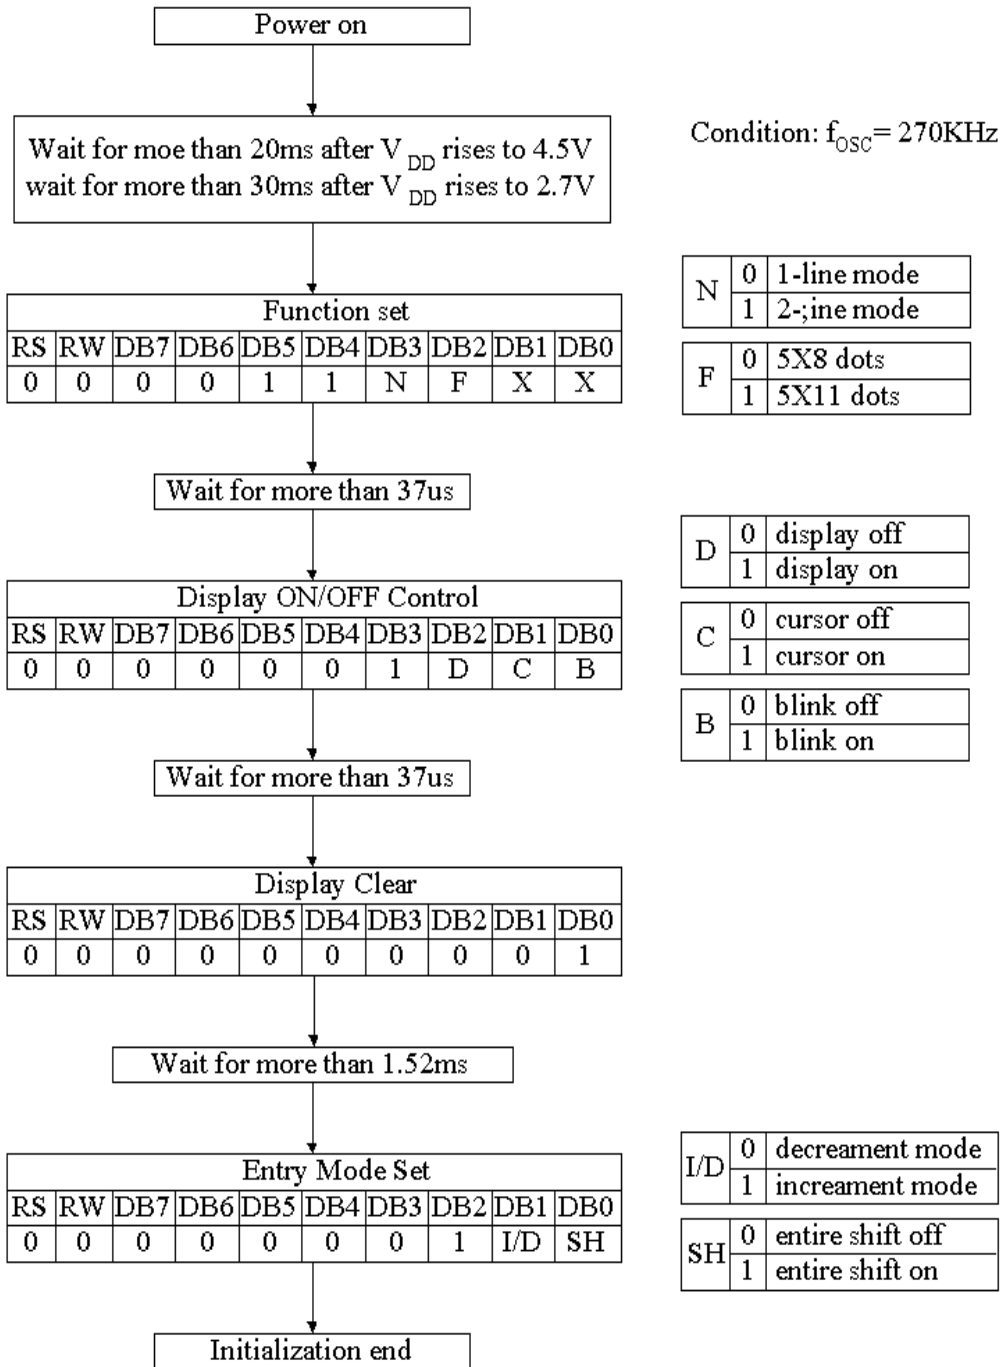 Power on
Wait for moe than 20ms after V DD rises to 4.5V
wait for more than 30ms after V DD rises to 2.7V
Condition: fOSC= 270KHz
Function set
RS RW DB7 DB6 DB5 DB4 DB3 DB2 DB1 DB0
0 0 0 0 1 1 N F X X
N
0 1-line mode
1 2-;ine mode
F
0 5X8 dots
1 5X11 dots
Wait for more than 37us
Display ON/OFF Control
RS RW DB7 DB6 DB5 DB4 DB3 DB2 DB1 DB0
0 0 0 0 0 0 1 D C B
D
0 display off
1 display on
C
0 cursor off
1 cursor on
B
0 blink off
1 blink on
Wait for more than 37us
Display Clear
RS RW DB7 DB6 DB5 DB4 DB3 DB2 DB1 DB0
0 0 0 0 0 0 0 0 0 1
Wait for more than 1.52ms
Entry Mode Set
RS RW DB7 DB6 DB5 DB4 DB3 DB2 DB1 DB0
0 0 0 0 0 0 0 1 I/D SH
I/D
0 decreament mode
1 increament mode
SH
0 entire shift off
1 entire shift on
Initialization end